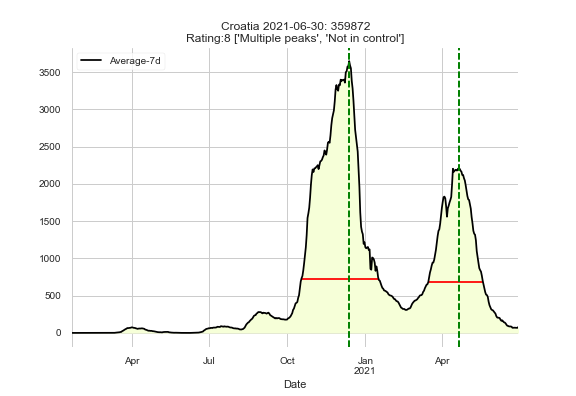 Croatia 2021-06-30: 359872
Rating:8 ['Multiple peaks', 'Not in control']
Average-7d
3500
3000
2500
2000
1500
1000
500
0
Apr Jul Oct Jan Apr
2021
Date